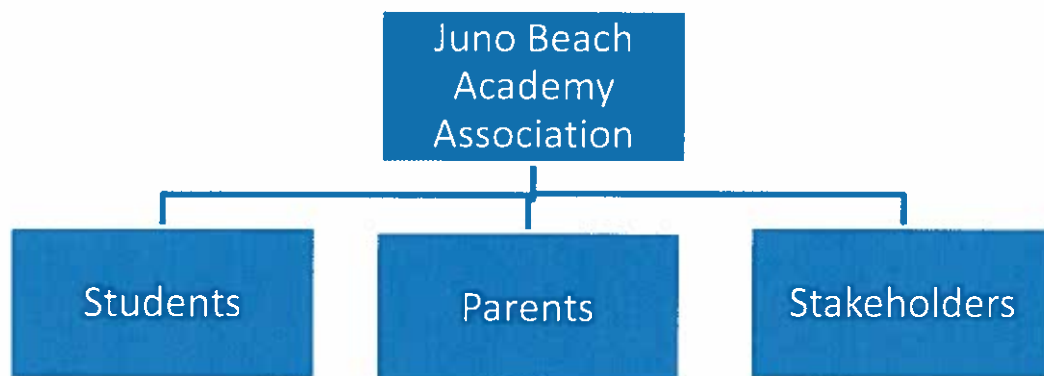 Juno Beach
Academy
Association
Students
Parents
Stakeholders